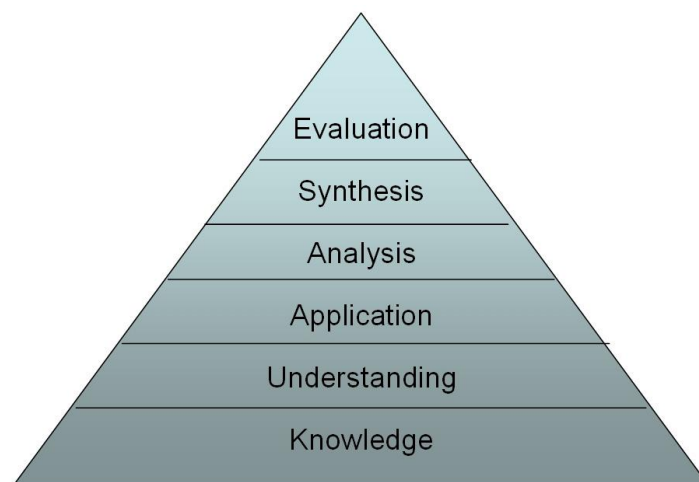 Evaluation
Synthesis
Analysis
Application
Understanding
Knowledge